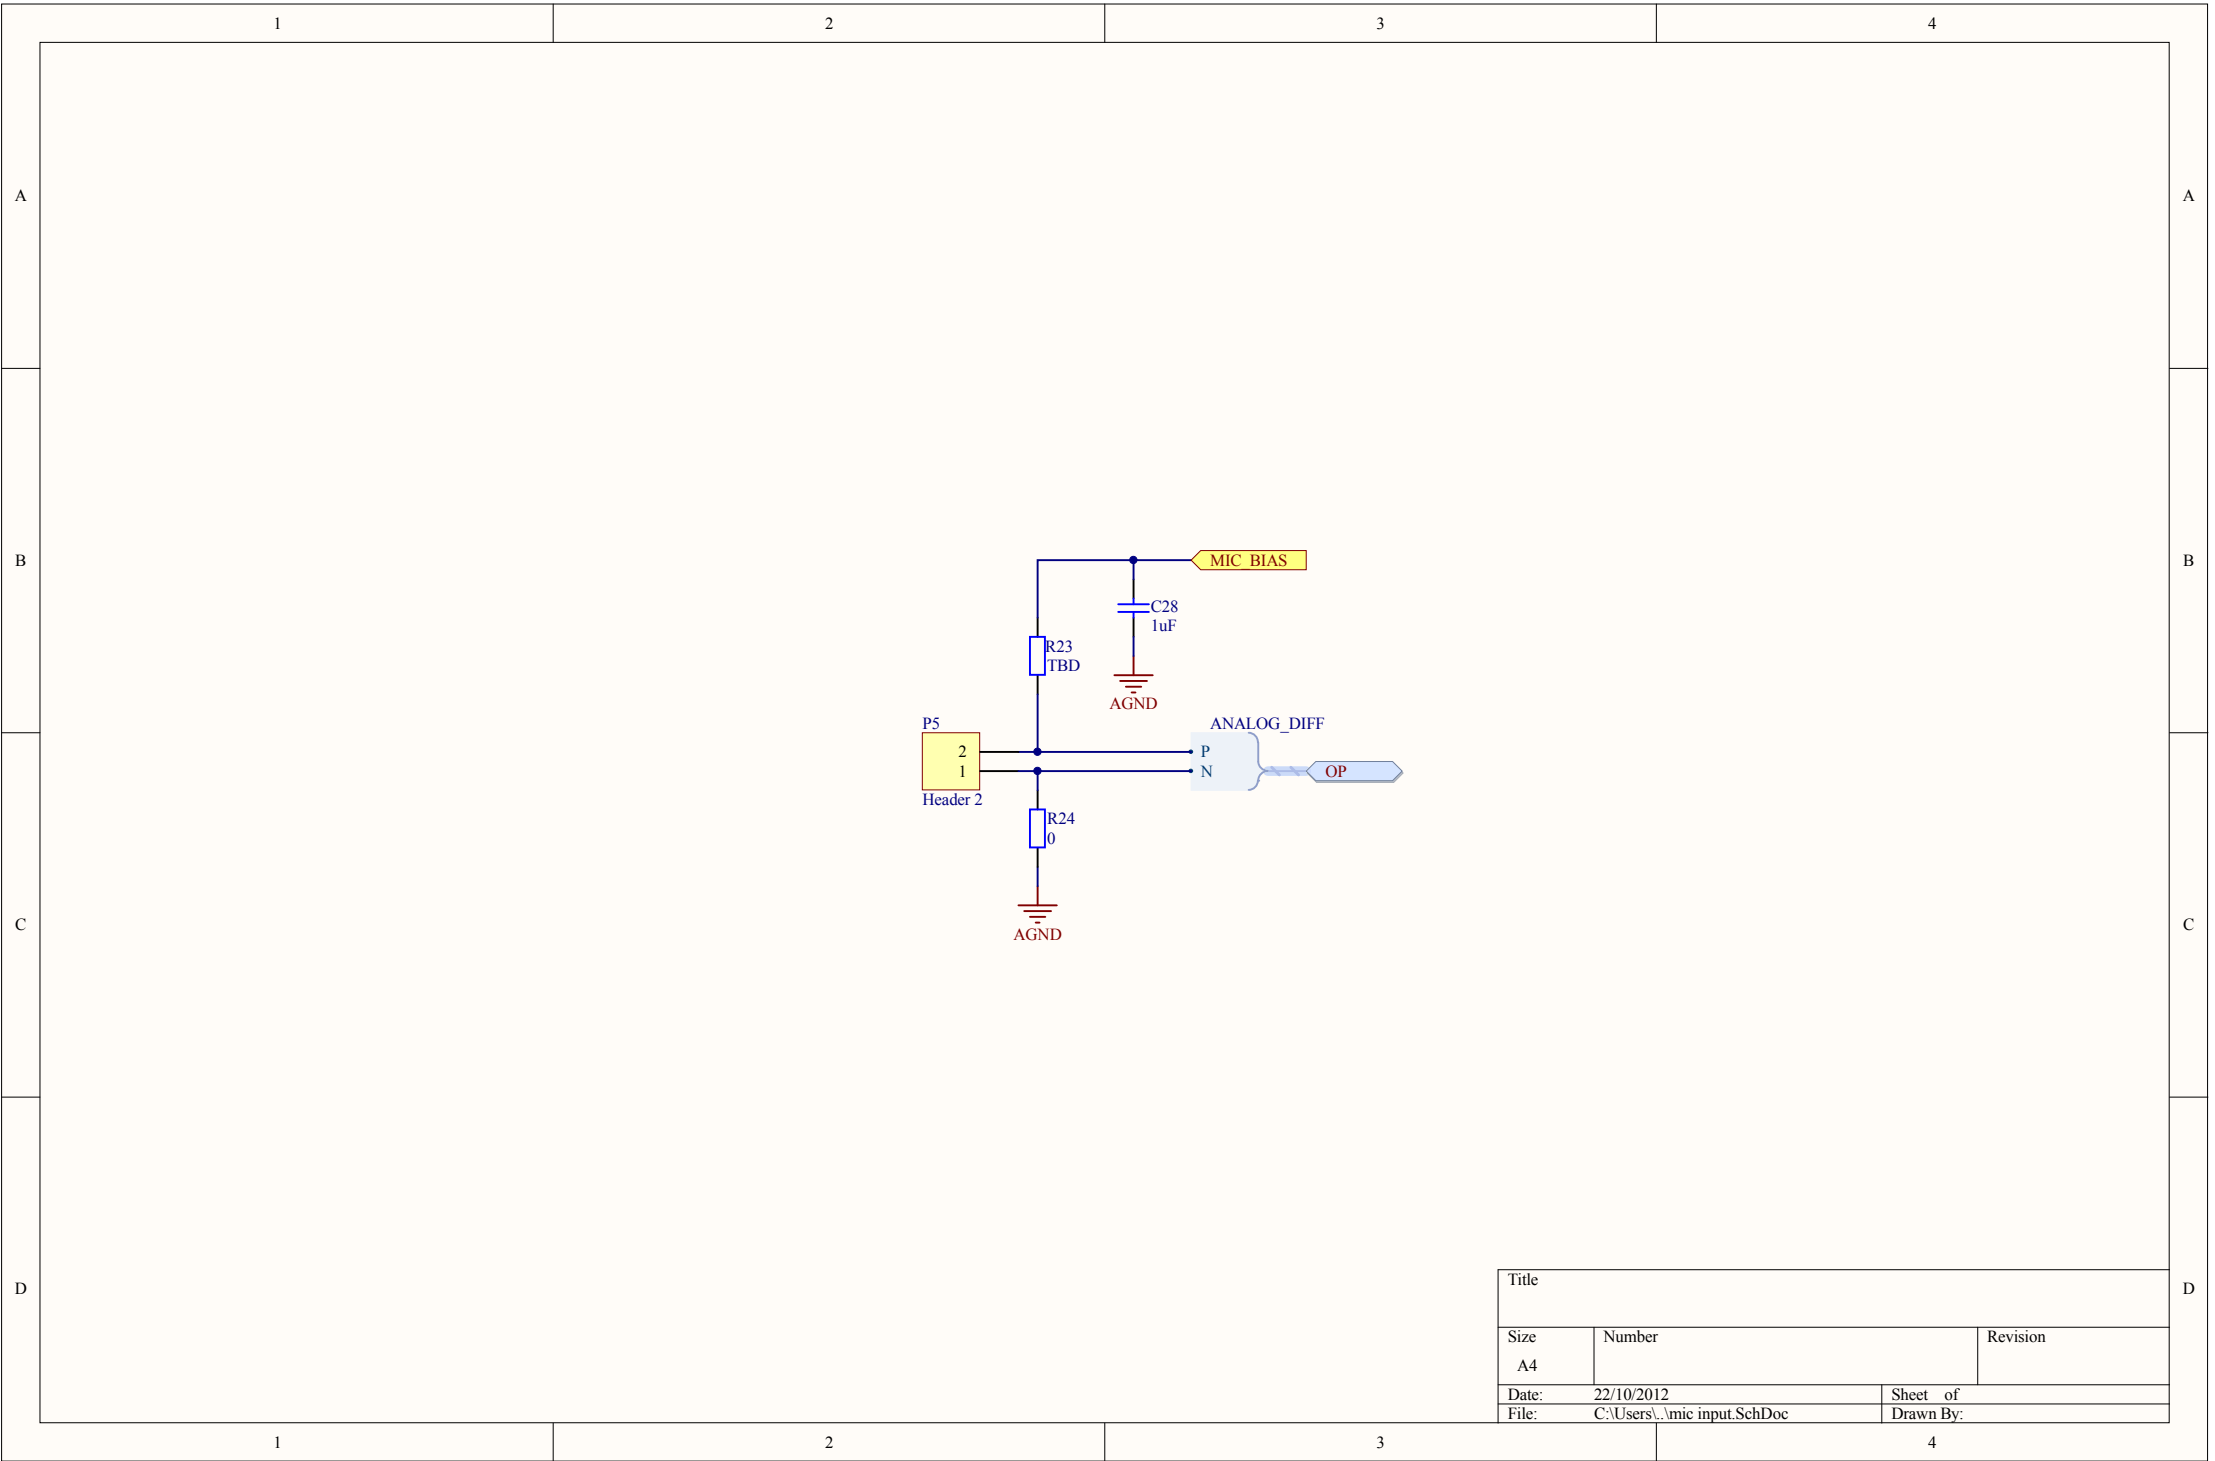 1 2 3 4
A A
B B
MIC_BIAS
C28
1uF
R23
TBD
AGND
P5 ANALOG_DIFF
2 P
1 N OP
Header 2
R24
0
C C
AGND
Title
D D
Size Number Revision
A4
Date: 22/10/2012 Sheet of
File: C:\Users\..\mic input.SchDoc Drawn By:
1 2 3 4